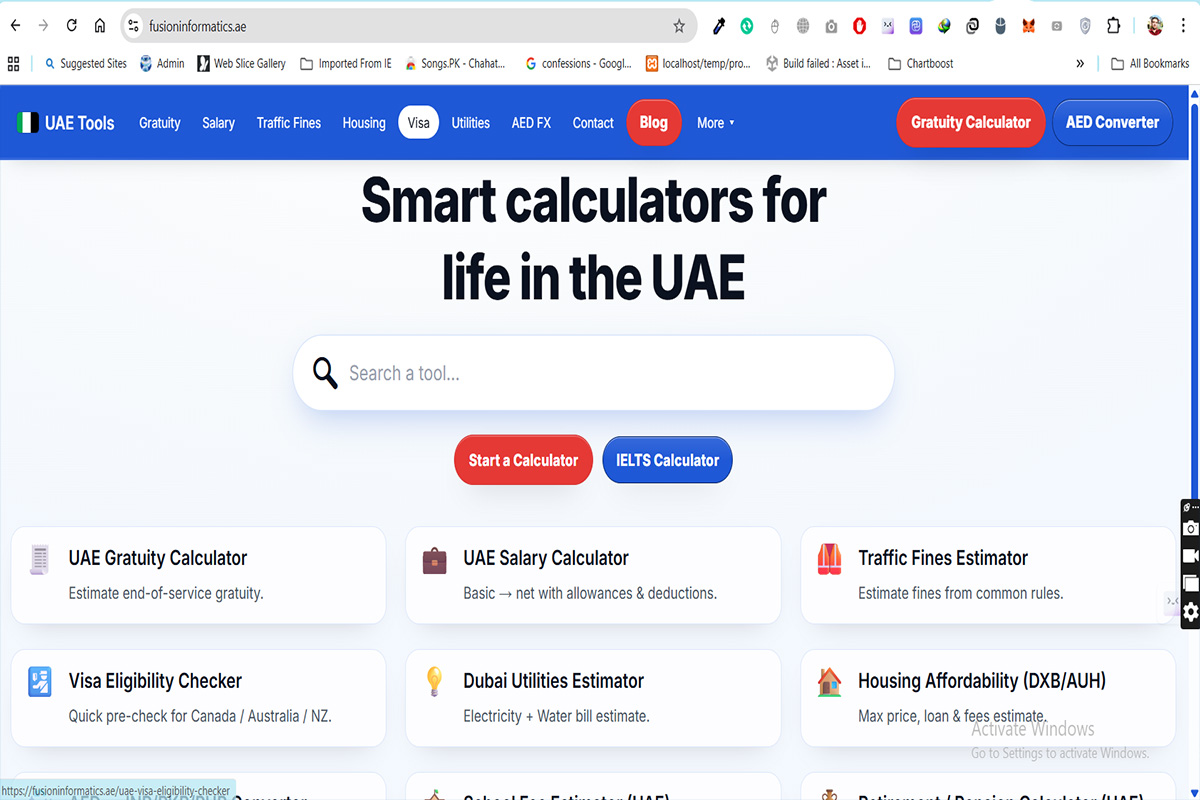 fusioninformatics.ae
Suggested Sites Admin Web Slice Gallery Imported From IE Songs.PK - Chahat... confessions - Googl... localhost/temp/pro... Build failed : Asset i... Chartboost » All Bookmarks
UAE Tools Gratuity Salary Traffic Fines Housing Visa Utilities AED FX Contact Blog More ▾ Gratuity Calculator AED Converter
Smart calculators for
life in the UAE
Search a tool...
Start a Calculator IELTS Calculator
UAE Gratuity Calculator
Estimate end-of-service gratuity.
UAE Salary Calculator
Basic → net with allowances & deductions.
Traffic Fines Estimator
Estimate fines from common rules.
Visa Eligibility Checker
Quick pre-check for Canada / Australia / NZ.
Dubai Utilities Estimator
Electricity + Water bill estimate.
Housing Affordability (DXB/AUH)
Max price, loan & fees estimate.
Activate Windows
Go to Settings to activate Windows.
https://fusioninformatics.ae/uae-visa-eligibility-checker
Converter
School Fee Estimator (UAE)
Retirement / Pension Calculator (UAE)